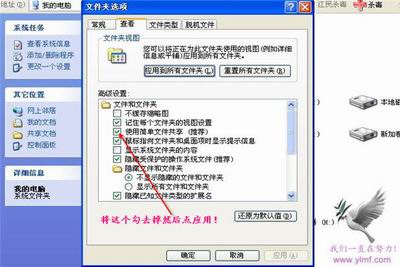 地址(D)
我的电脑
江民杀毒
系统任务
查看系统信息
添加/删除程序
更改一个设置
其它位置
网上邻居
我的文档
共享文档
控制面板
详细信息
我的电脑
系统文件夹
文件夹选项
常规
查看
文件类型
脱机文件
文件夹视图
您可以将正在为此文件夹使用的视图(例如详细
信息或平铺)应用到所有文件夹。
应用到所有文件夹(L)
重置所有文件夹(R)
高级设置:
文件和文件夹
不缓存缩略图
记住每个文件夹的视图设置
使用简单文件共享 (推荐)
鼠标指向文件夹和桌面项时显示提示信息
显示系统文件夹的内容
隐藏受保护的操作系统文件(推荐)
隐藏文件和文件夹
不显示隐藏的文件和文件夹
显示所有文件和文件夹
隐藏已知文件类型的扩展名
将这个勾去掉然后点应用!
还原为默认值(D)
确定
取消
应用(A)
本地磁
新加卷
我们一直在努力!
www.ylmf.com